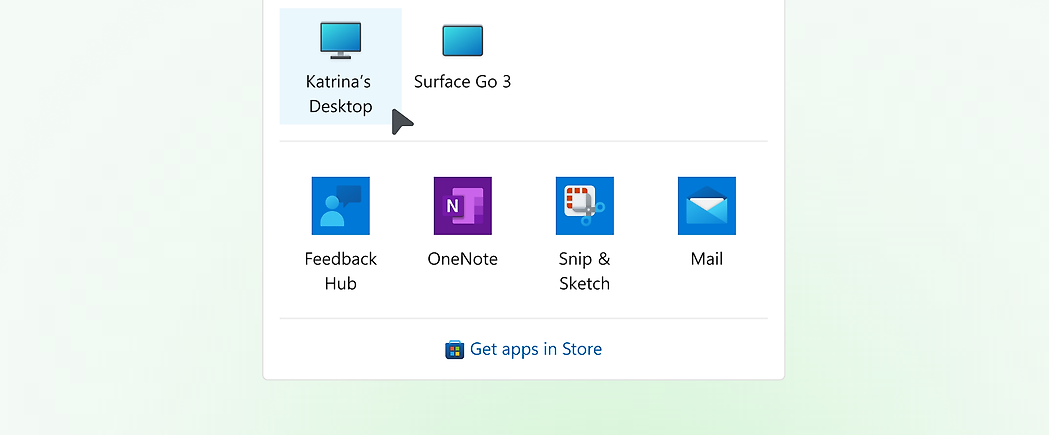 Katrina's
Desktop
Surface Go 3
Feedback
Hub
N
OneNote
Snip &
Sketch
Mail
Get apps in Store